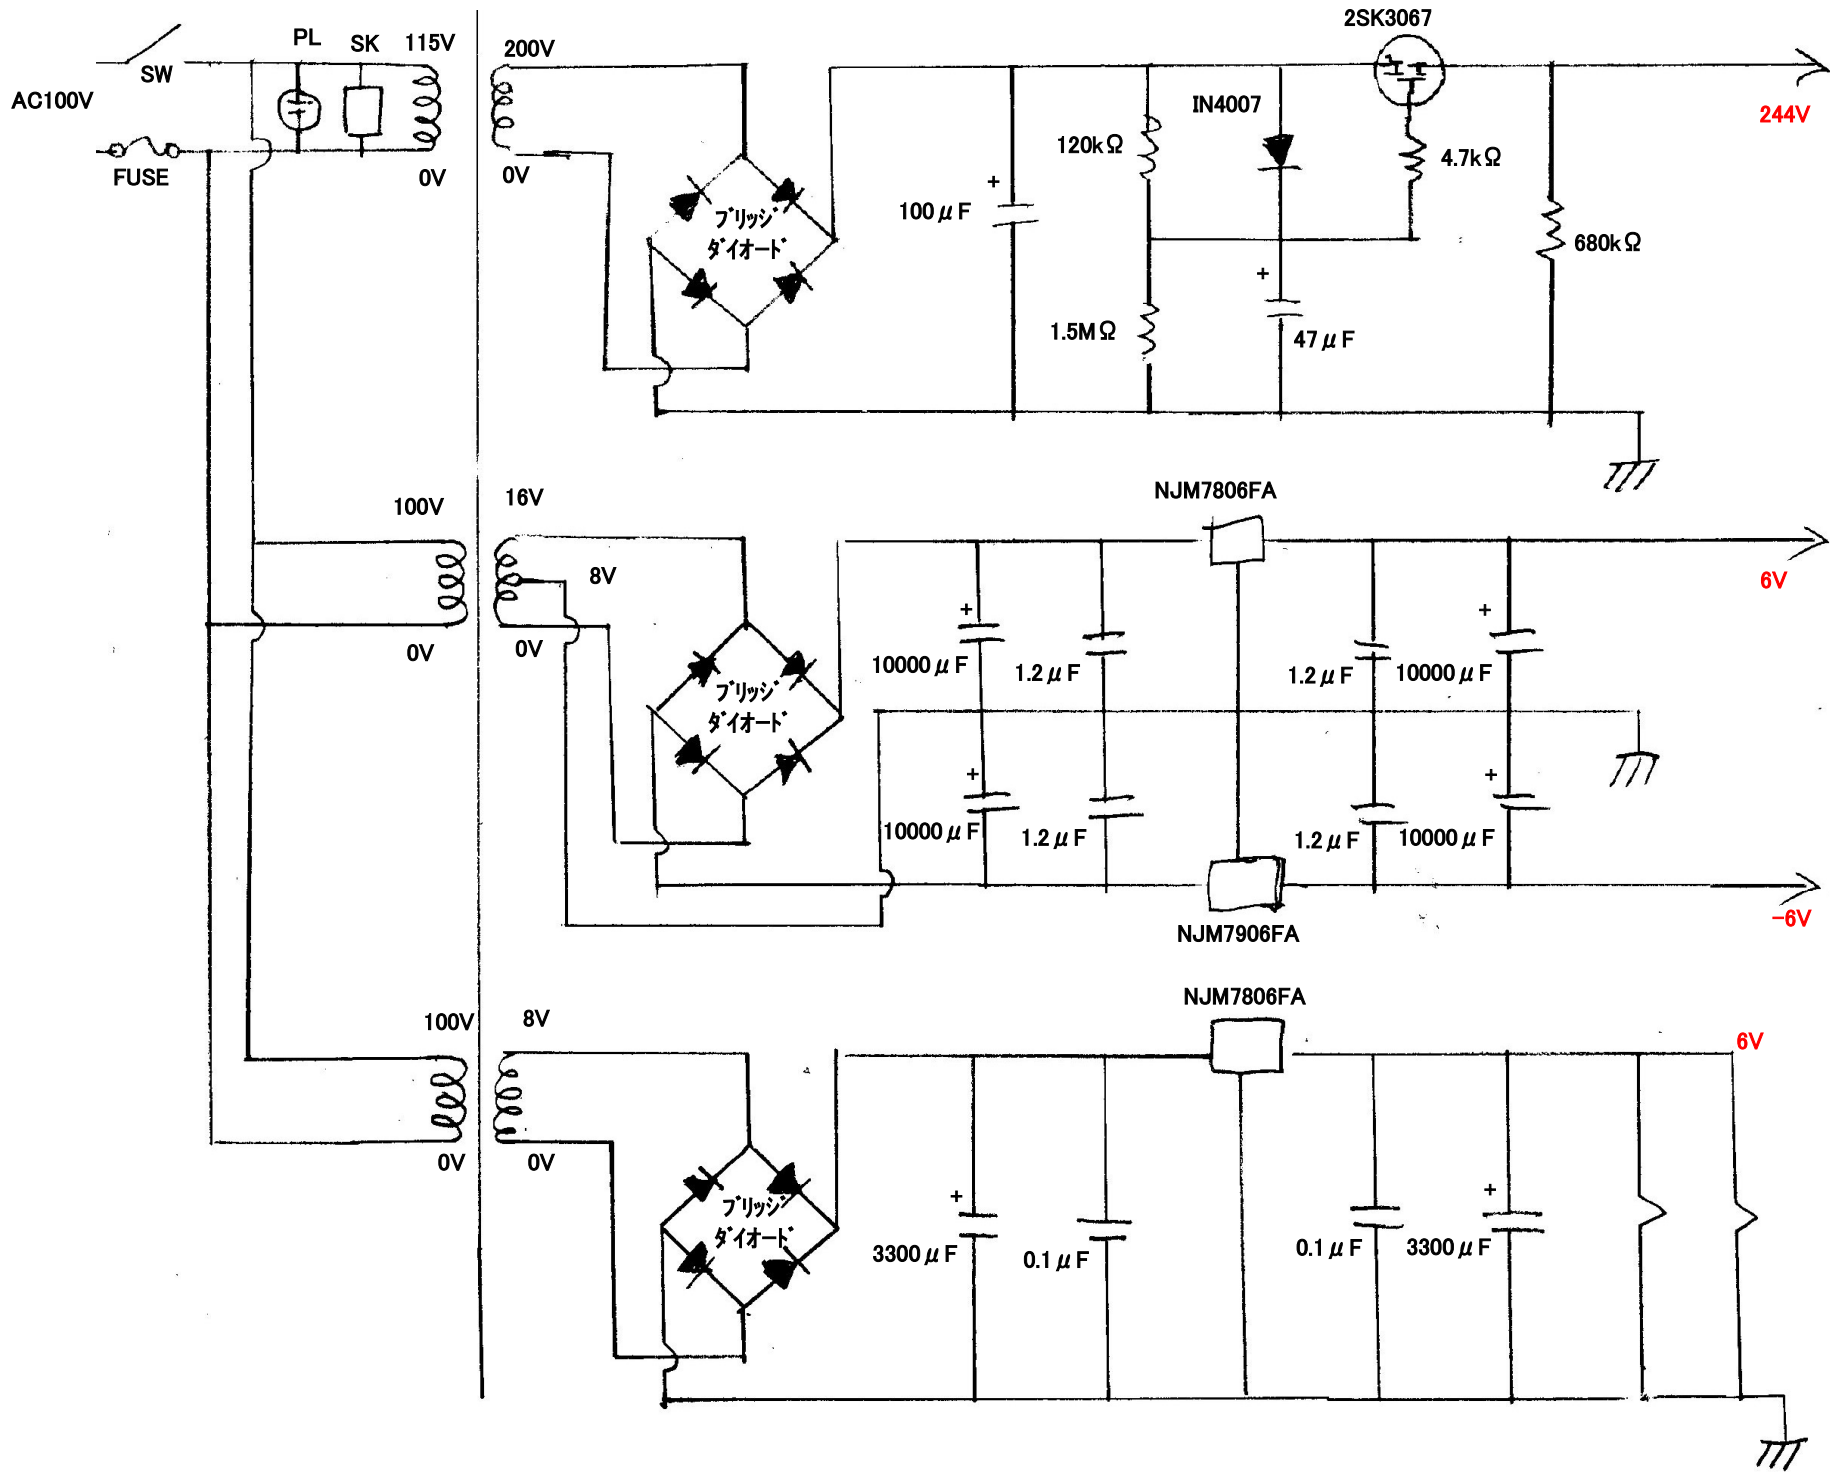 2SK3067
PL
SK
115V
200V
SW
AC100V
IN4007
244V
FUSE
0V
0V
120kΩ
4.7kΩ
+
100μF
ブリッジ
ダイオード
680kΩ
+
1.5MΩ
47μF
NJM7806FA
100V
16V
8V
6V
0V
0V
+
+
10000μF
1.2μF
1.2μF
10000μF
ブリッジ
ダイオード
+
+
10000μF
1.2μF
1.2μF
10000μF
-6V
NJM7906FA
NJM7806FA
100V
8V
6V
0V
0V
+
+
ブリッジ
ダイオード
3300μF
0.1μF
0.1μF
3300μF